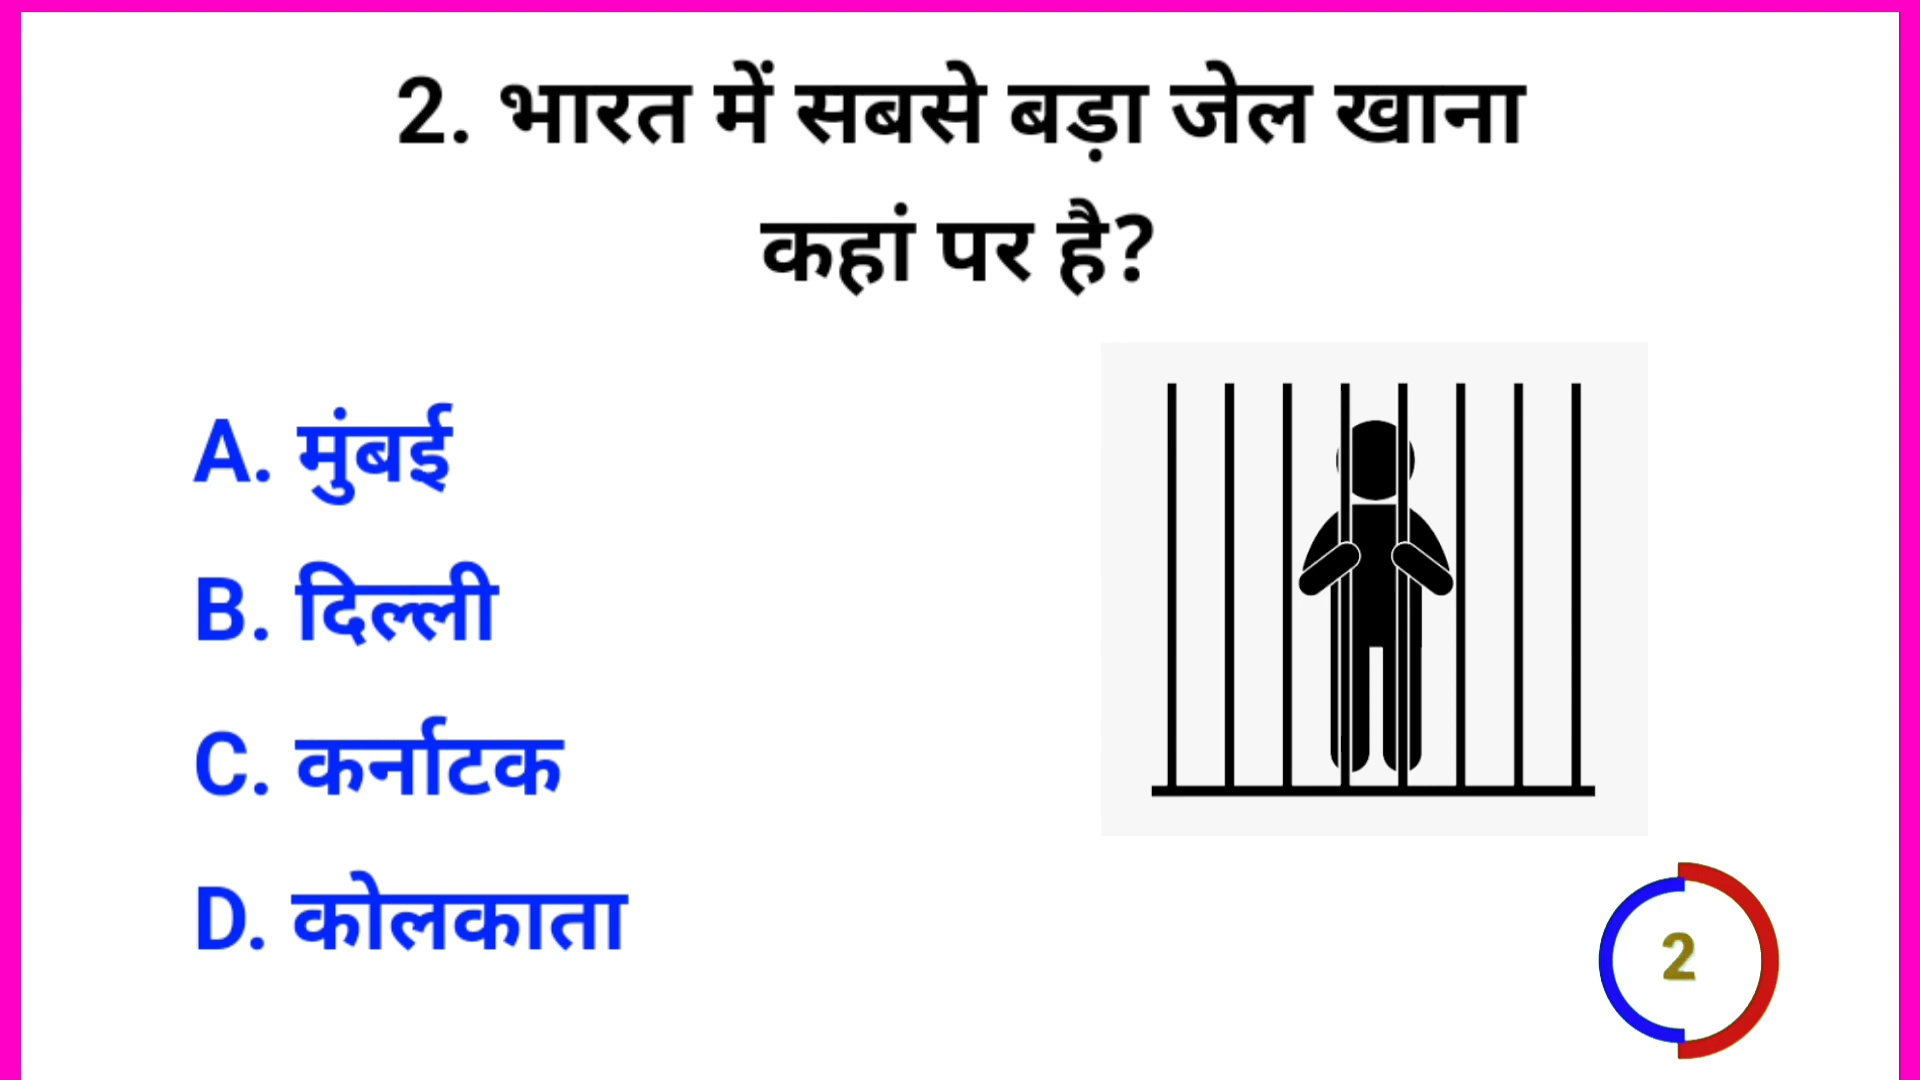 2. भारत में सबसे बड़ा जेल खाना
कहां पर है?
A. मुंबई
B. दिल्ली
C. कर्नाटक
D. कोलकाता
2